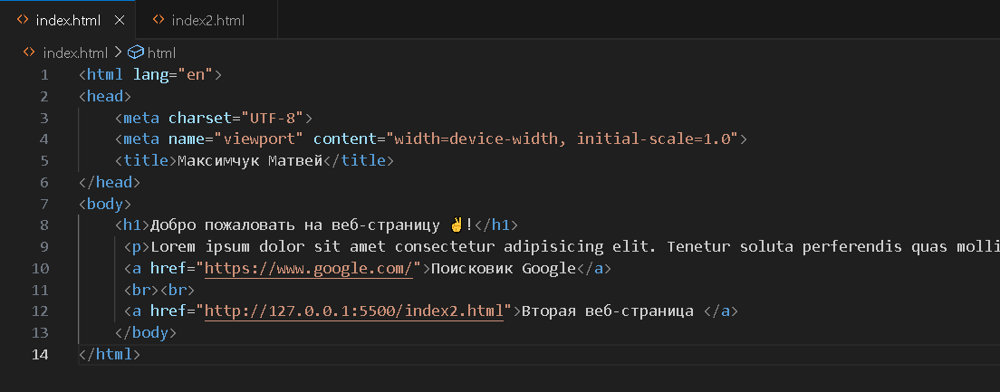 index.html
index2.html
index.html > html
1 <html lang="en">
2 <head>
3 <meta charset="UTF-8">
4 <meta name="viewport" content="width=device-width, initial-scale=1.0">
5 <title>Максимчук Матвей</title>
6 </head>
7 <body>
8 <h1>Добро пожаловать на веб-страницу ✌!</h1>
9 <p>Lorem ipsum dolor sit amet consectetur adipisicing elit. Tenetur soluta perferendis quas molli
10 <a href="https://www.google.com/">Поисковик Google</a>
11 <br><br>
12 <a href="http://127.0.0.1:5500/index2.html">Вторая веб-страница </a>
13 </body>
14 </html>